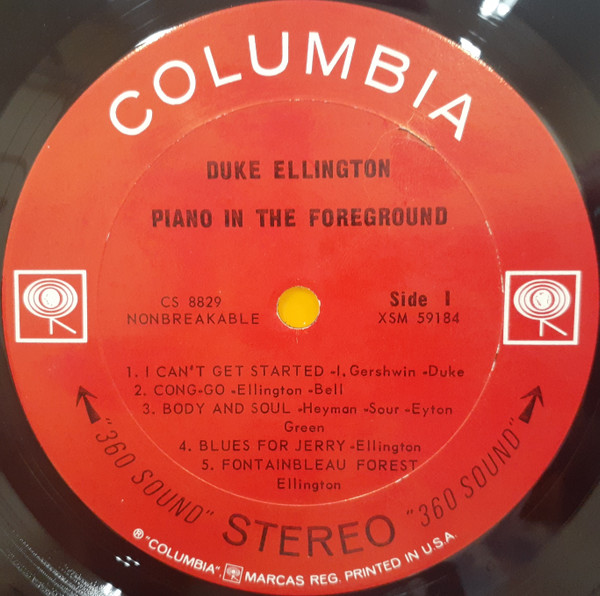 COLUMBIA
DUKE ELLINGTON
PIANO IN THE FOREGROUND
CS 8829
NONBREAKABLE
Side 1
XSM 59184
1. I CAN'T GET STARTED -I. Gershwin -Duke
2. CONG-GO -Ellington -Bell
3. BODY AND SOUL -Heyman -Sour -Eyton
Green
4. BLUES FOR JERRY -Ellington
5. FONTAINBLEAU FOREST
Ellington
"360 SOUND" STEREO "360 SOUND"
® "COLUMBIA", MARCAS REG. PRINTED IN U.S.A.